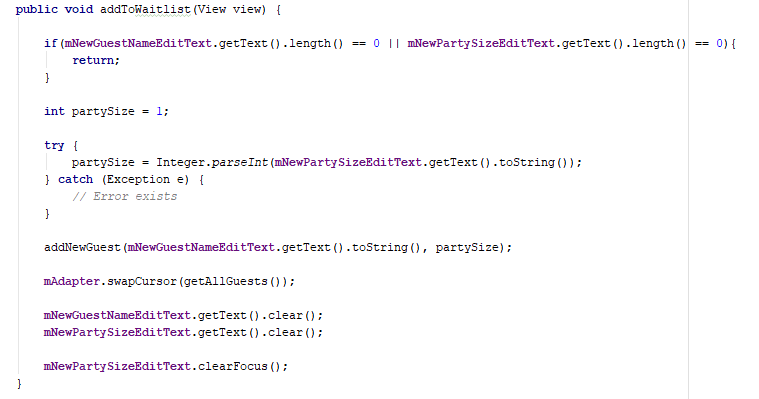 public void addToWaitlist(View view) {
if(mNewGuestNameEditText.getText().length() == 0 || mNewPartySizeEditText.getText().length() == 0){
return;
}
int partySize = 1;
try {
partySize = Integer.parseInt(mNewPartySizeEditText.getText().toString());
} catch (Exception e) {
// Error exists
}
addNewGuest(mNewGuestNameEditText.getText().toString(), partySize);
mAdapter.swapCursor(getAllGuests());
mNewGuestNameEditText.getText().clear();
mNewPartySizeEditText.getText().clear();
mNewPartySizeEditText.clearFocus();
}